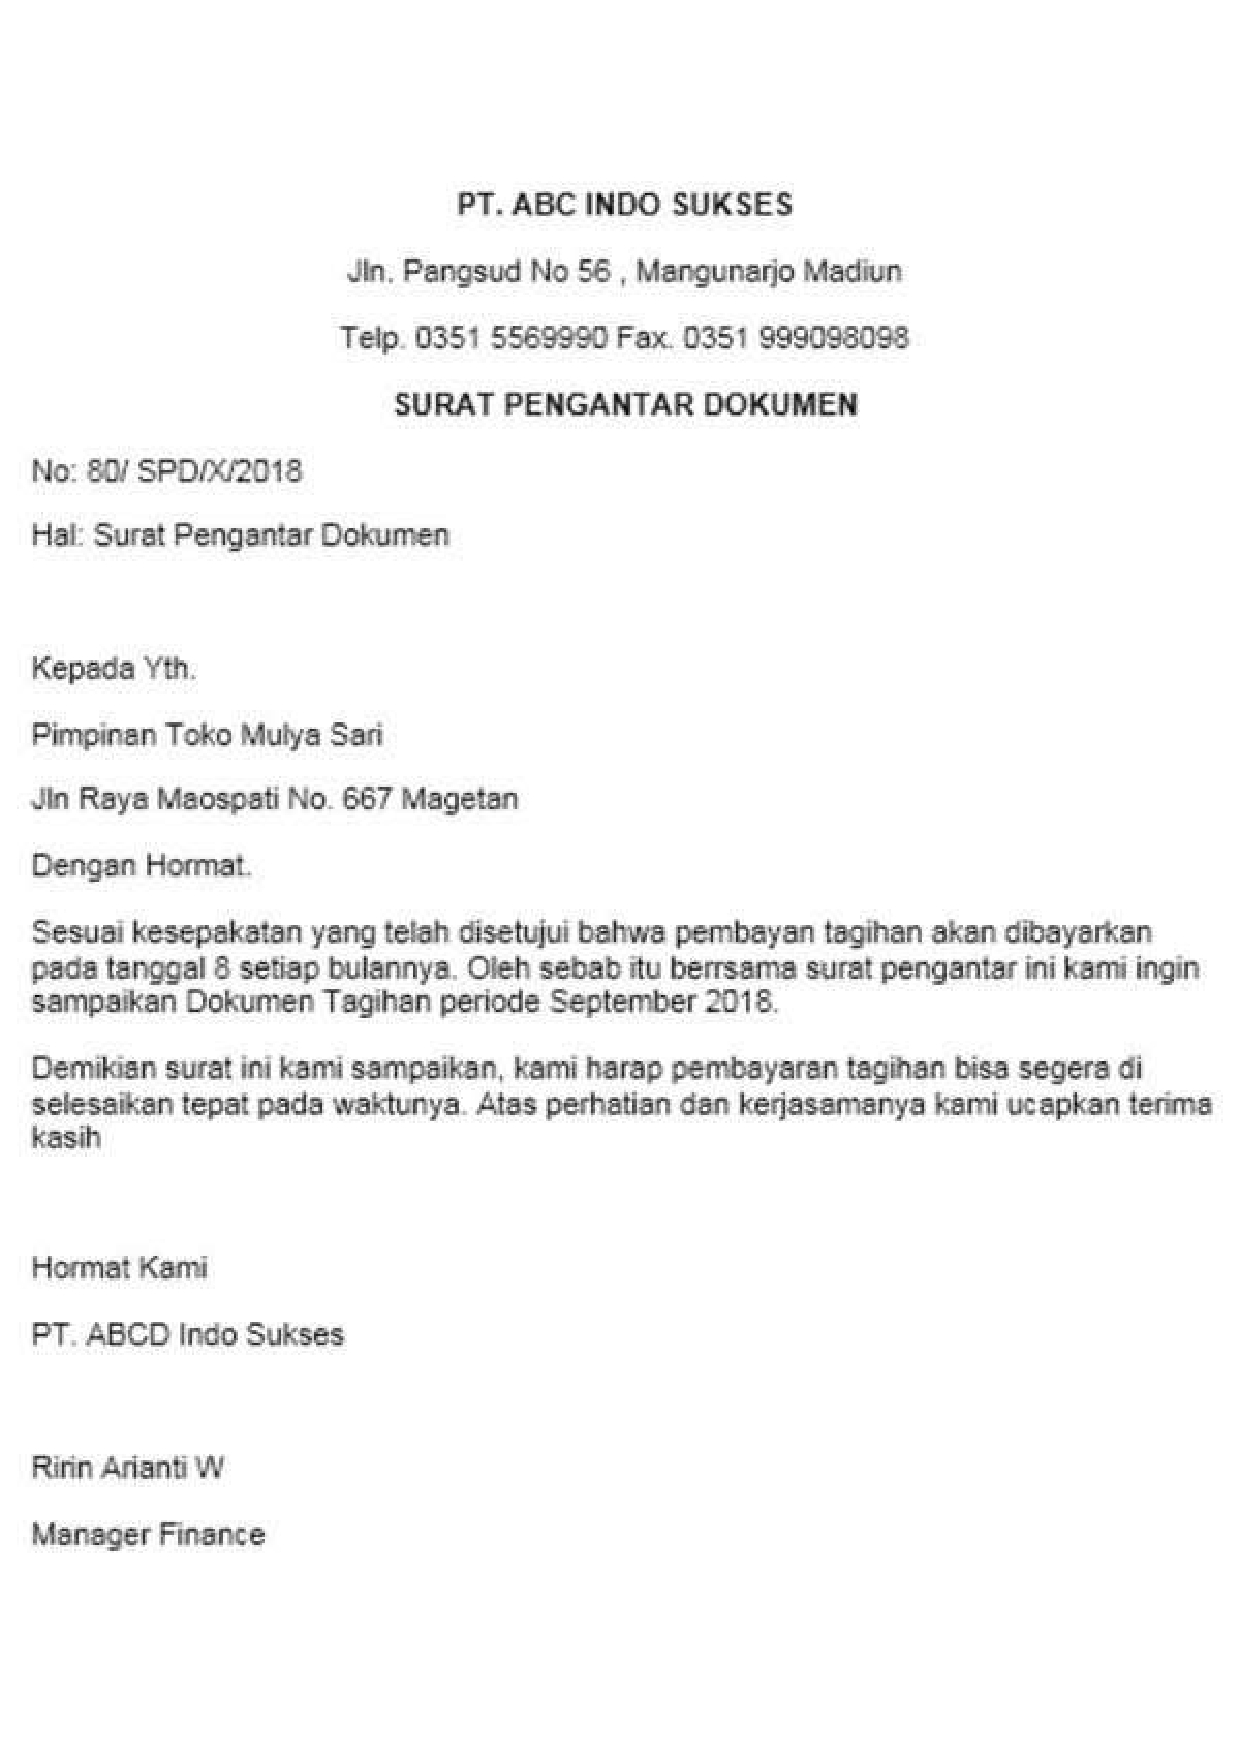 PT. ABC INDO SUKSES
Jln. Pangsud No 56 , Mangunarjo Madiun
Telp. 0351 5569990 Fax. 0351 999098098
SURAT PENGANTAR DOKUMEN
No: 80/ SPD/X/2018
Hal: Surat Pengantar Dokumen
Kepada Yth.
Pimpinan Toko Mulya Sari
Jln Raya Maospati No. 667 Magetan
Dengan Hormat.
Sesuai kesepakatan yang telah disetujui bahwa pembayan tagihan akan dibayarkan
pada tanggal 8 setiap bulannya. Oleh sebab itu berrsama surat pengantar ini kami ingin
sampaikan Dokumen Tagihan periode September 2018.
Demikian surat ini kami sampaikan, kami harap pembayaran tagihan bisa segera di
selesaikan tepat pada waktunya. Atas perhatian dan kerjasamanya kami ucapkan terima
kasih
Hormat Kami
PT. ABCD Indo Sukses
Ririn Arianti W
Manager Finance